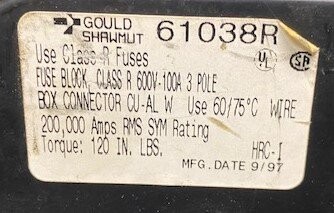 GOULD
SHAWMUT 61038R
Use Class R Fuses
FUSE BLOCK, CLASS R 600V-100A 3 POLE
BOX CONNECTOR CU-AL W Use 60/75°C WIRE
200,000 Amps RMS SYM Rating
Torque: 120 IN. LBS. HRC-I
MFG. DATE 9/97